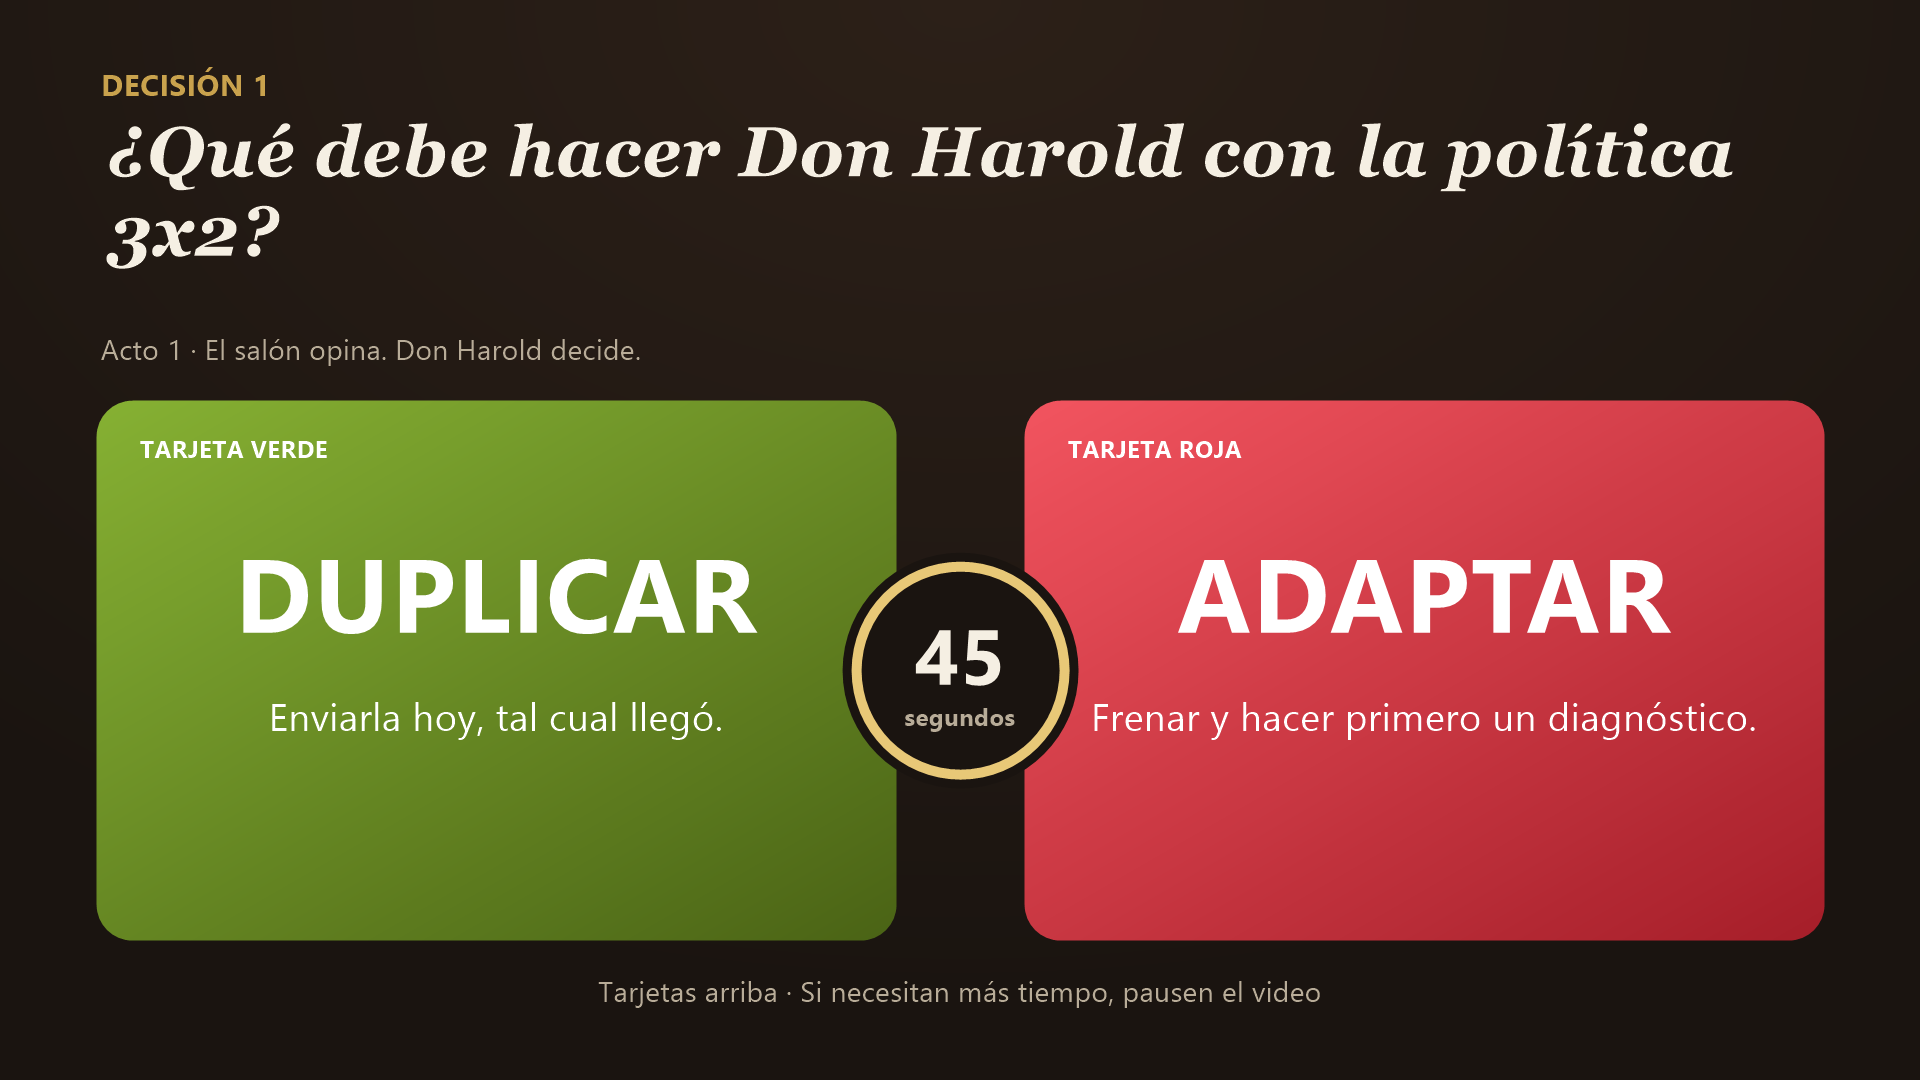 DECISIÓN 1
¿Qué debe hacer Don Harold con la política
3x2?
Acto 1 · El salón opina. Don Harold decide.
TARJETA VERDE
DUPLICAR
Enviarla hoy, tal cual llegó.
45
segundos
TARJETA ROJA
ADAPTAR
Frenar y hacer primero un diagnóstico.
Tarjetas arriba · Si necesitan más tiempo, pausen el video